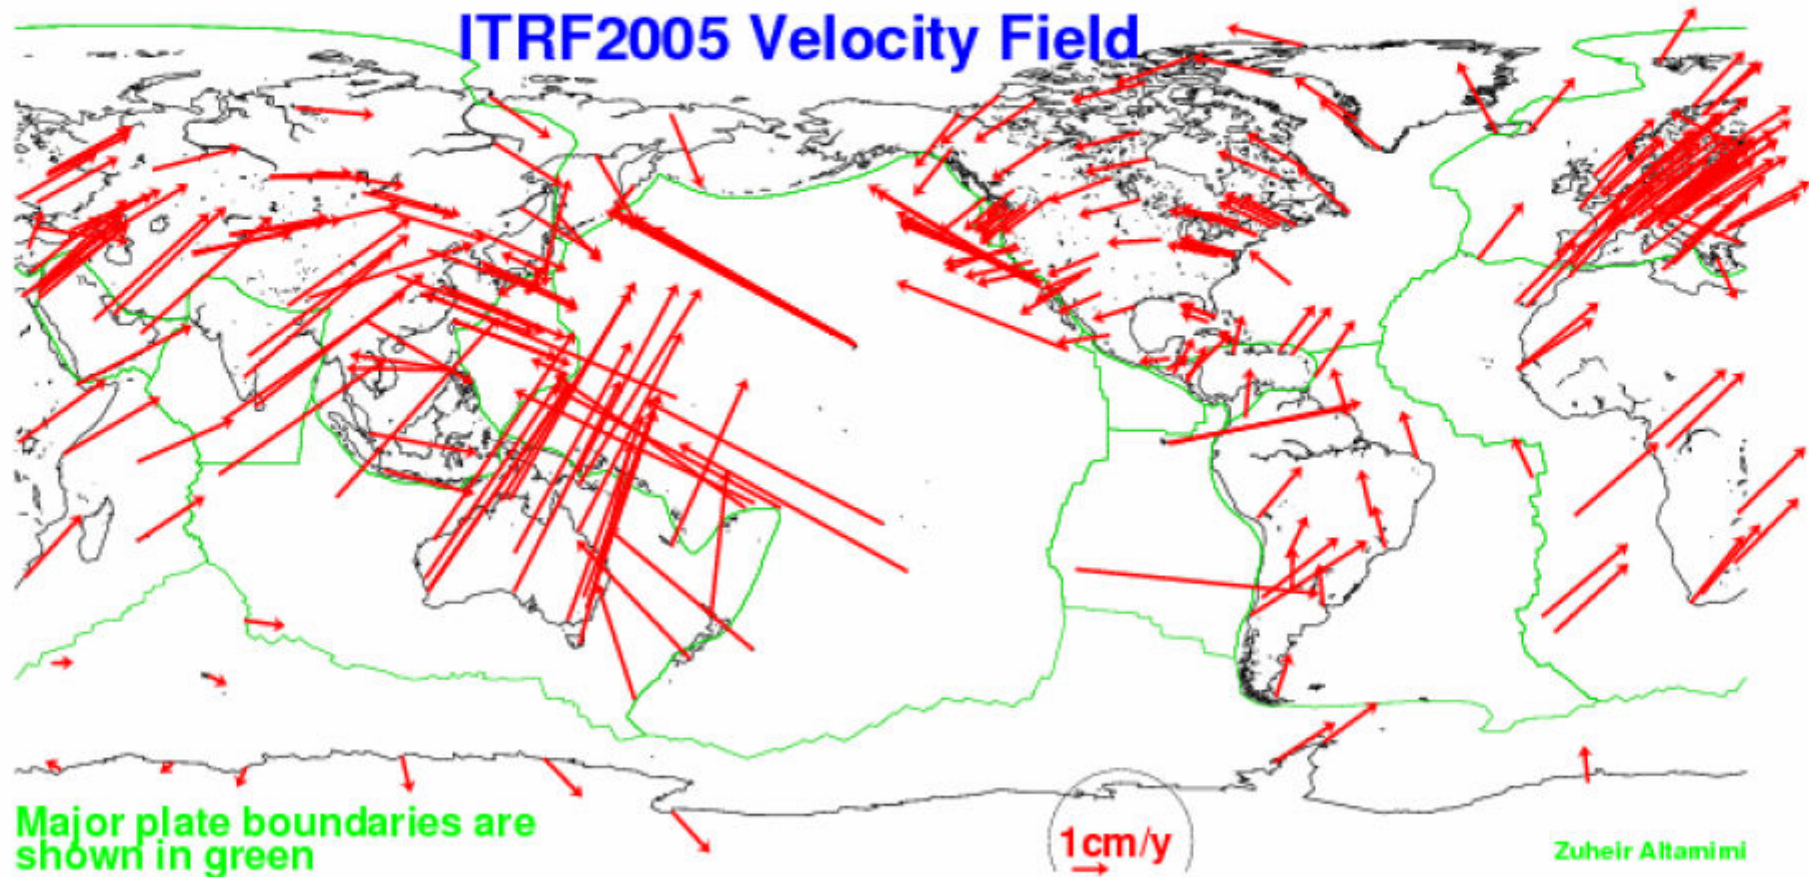 ITRF2005 Velocity Field
Major plate boundaries are
shown in green
1cm/y
Zuheir Altamimi